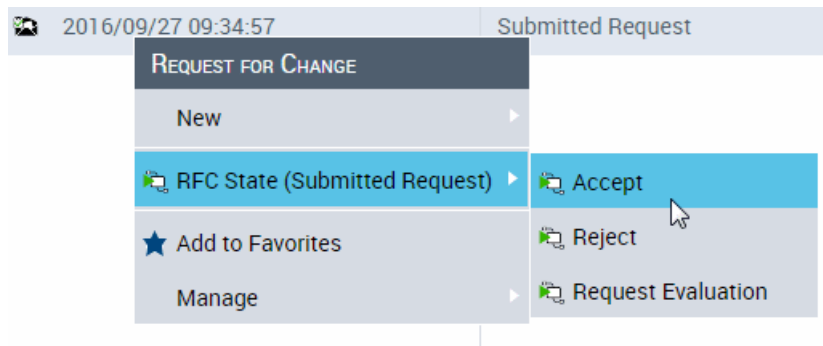 2016/09/27 09:34:57 Submitted Request
Request for Change
New
RFC State (Submitted Request) Accept
Reject
Add to Favorites
Request Evaluation
Manage